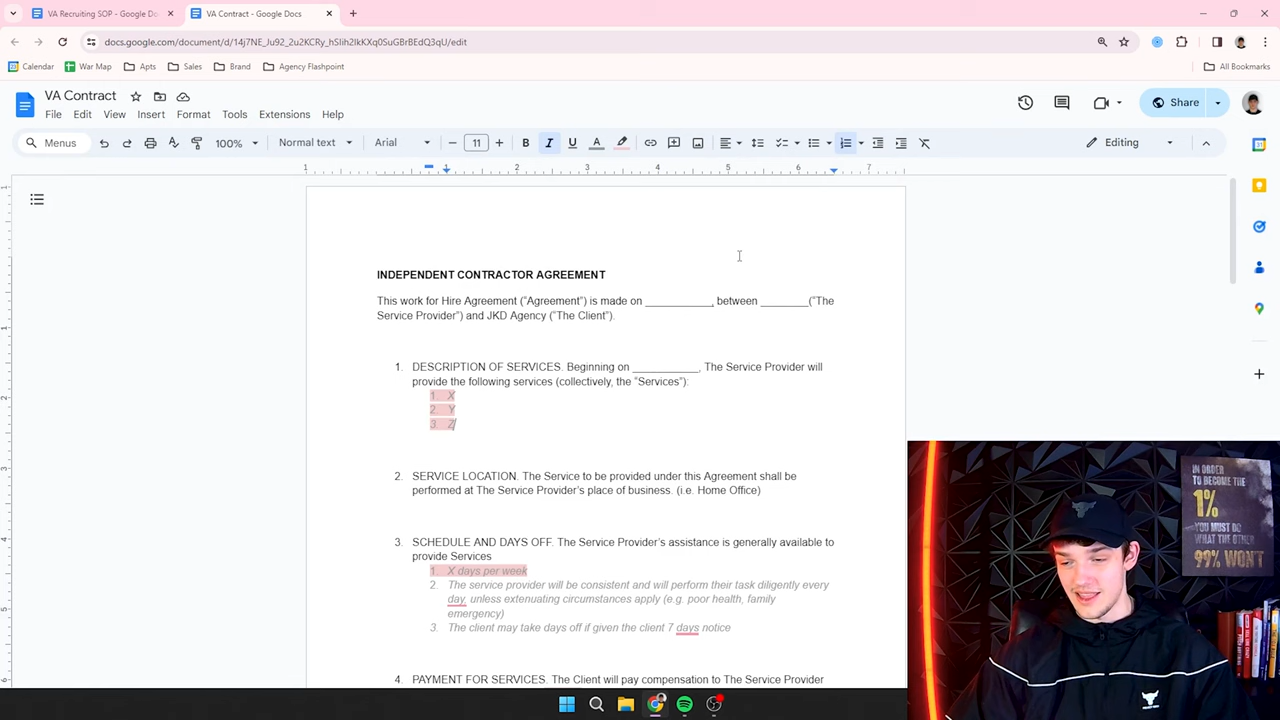 VA Recruiting SOP - Google Do
VA Contract - Google Docs
docs.google.com/document/d/14j7NE_Ju92_2u2KCRy_hSIih2IkKXq0SuGBrBEdQ3qU/edit
Calendar
War Map
Apts
Sales
Brand
Agency Flashpoint
All Bookmarks
VA Contract
File Edit View Insert Format Tools Extensions Help
Share
Menus
100%
Normal text
Arial
11
Editing
INDEPENDENT CONTRACTOR AGREEMENT
This work for Hire Agreement ("Agreement") is made on ___________, between ________("The
Service Provider") and JKD Agency ("The Client").
1. DESCRIPTION OF SERVICES. Beginning on __________, The Service Provider will
provide the following services (collectively, the "Services"):
1. X
2. Y
3. Z
2. SERVICE LOCATION. The Service to be provided under this Agreement shall be
performed at The Service Provider's place of business. (i.e. Home Office)
3. SCHEDULE AND DAYS OFF. The Service Provider's assistance is generally available to
provide Services
1. X days per week
2. The service provider will be consistent and will perform their task diligently every
day, unless extenuating circumstances apply (e.g. poor health, family
emergency)
3. The client may take days off if given the client 7 days notice
4. PAYMENT FOR SERVICES. The Client will pay compensation to The Service Provider
IN ORDER
TO BECOME THE
1%
YOU MUST DO
WHAT THE OTHER
99% WON'T